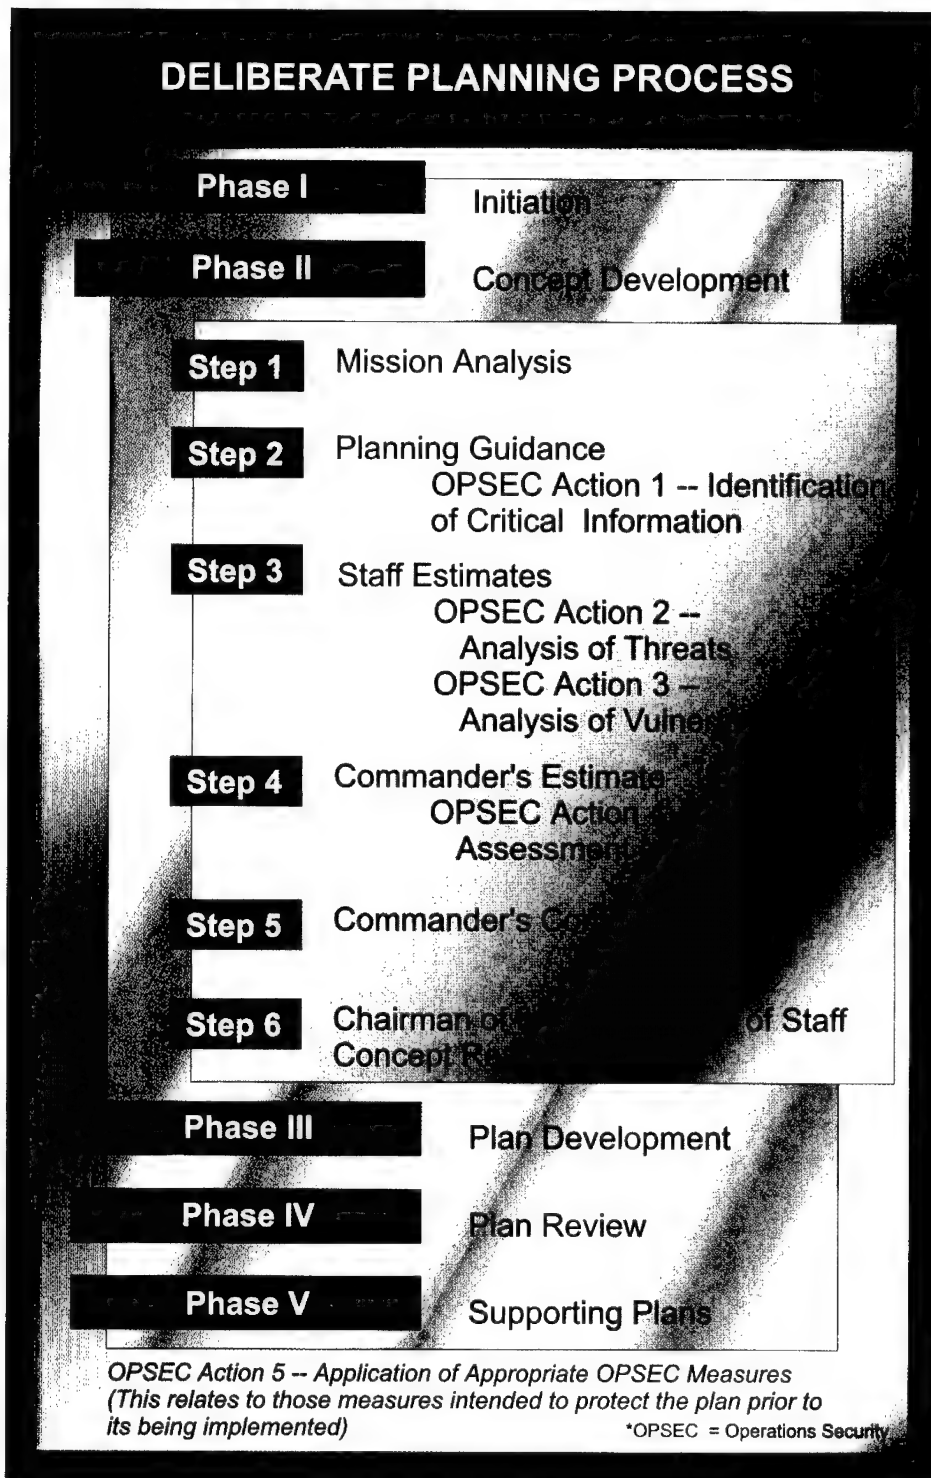 DELIBERATE PLANNING PROCESS
Phase I Initiation
Phase II Concept Development
Step 1 Mission Analysis
Step 2 Planning Guidance
OPSEC Action 1 -- Identification
of Critical Information
Step 3 Staff Estimates
OPSEC Action 2 --
Analysis of Threats
OPSEC Action 3 --
Analysis of
Step 4 Commander's Estimate
OPSEC Action
Assessment
Step 5 Commander's
Step 6 Chairman of Staff
Concept
Phase III Plan Development
Phase IV Plan Review
Phase V Supporting Plans
OPSEC Action 5 -- Application of Appropriate OPSEC Measures
(This relates to those measures intended to protect the plan prior to
its being implemented)
*OPSEC = Operations Security